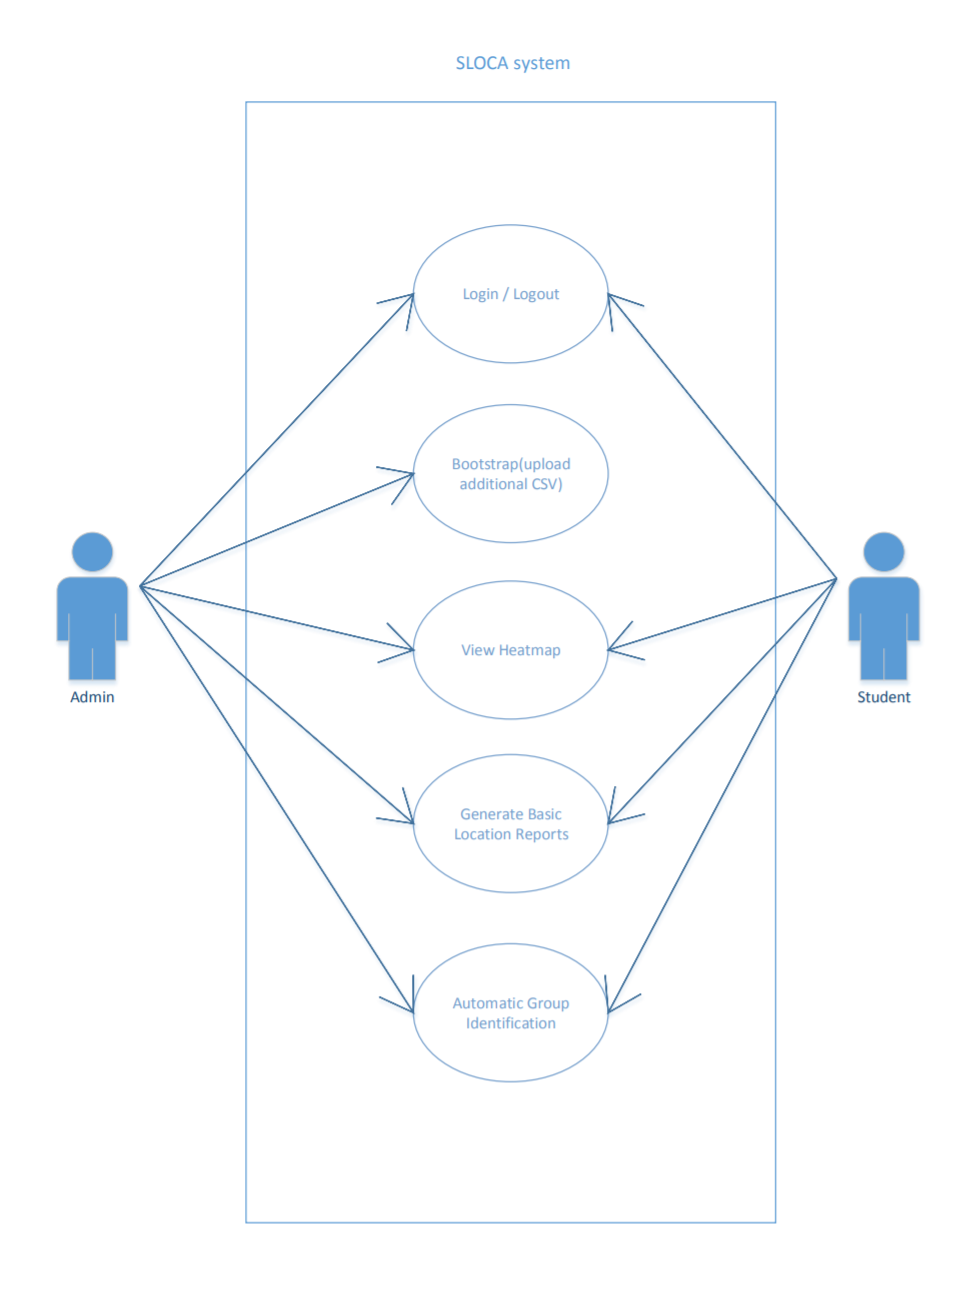 SLOCA system
Login / Logout
Bootstrap(upload
additional CSV)
View Heatmap
Admin
Student
Generate Basic
Location Reports
Automatic Group
Identification